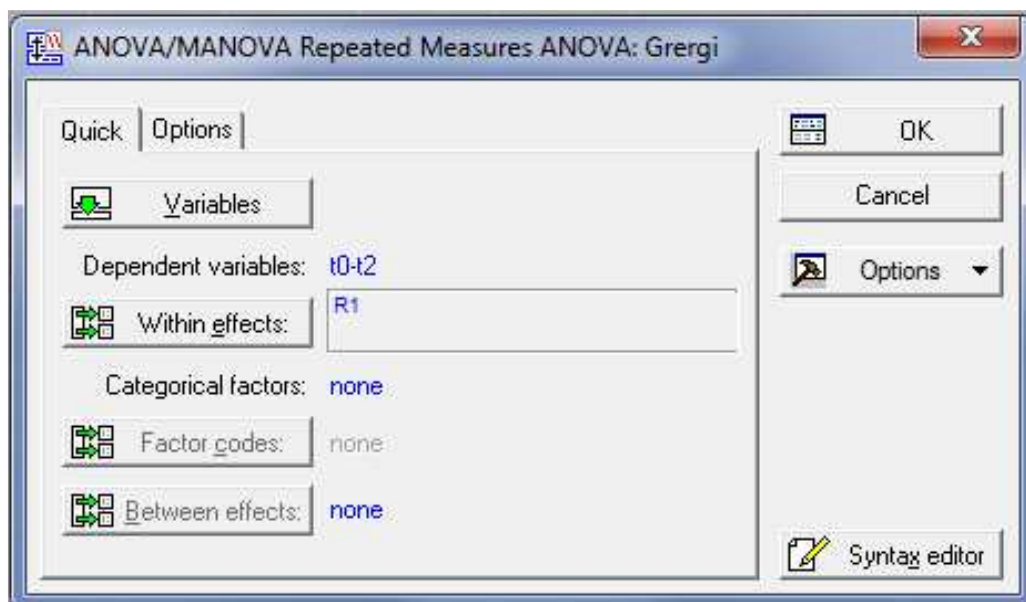 ANOVA/MANOVA Repeated Measures ANOVA: Grergi
Quick Options
OK
Variables
Cancel
Dependent variables: t0-t2
Options
Within effects: R1
Categorical factors: none
Factor codes: none
Between effects: none
Syntax editor